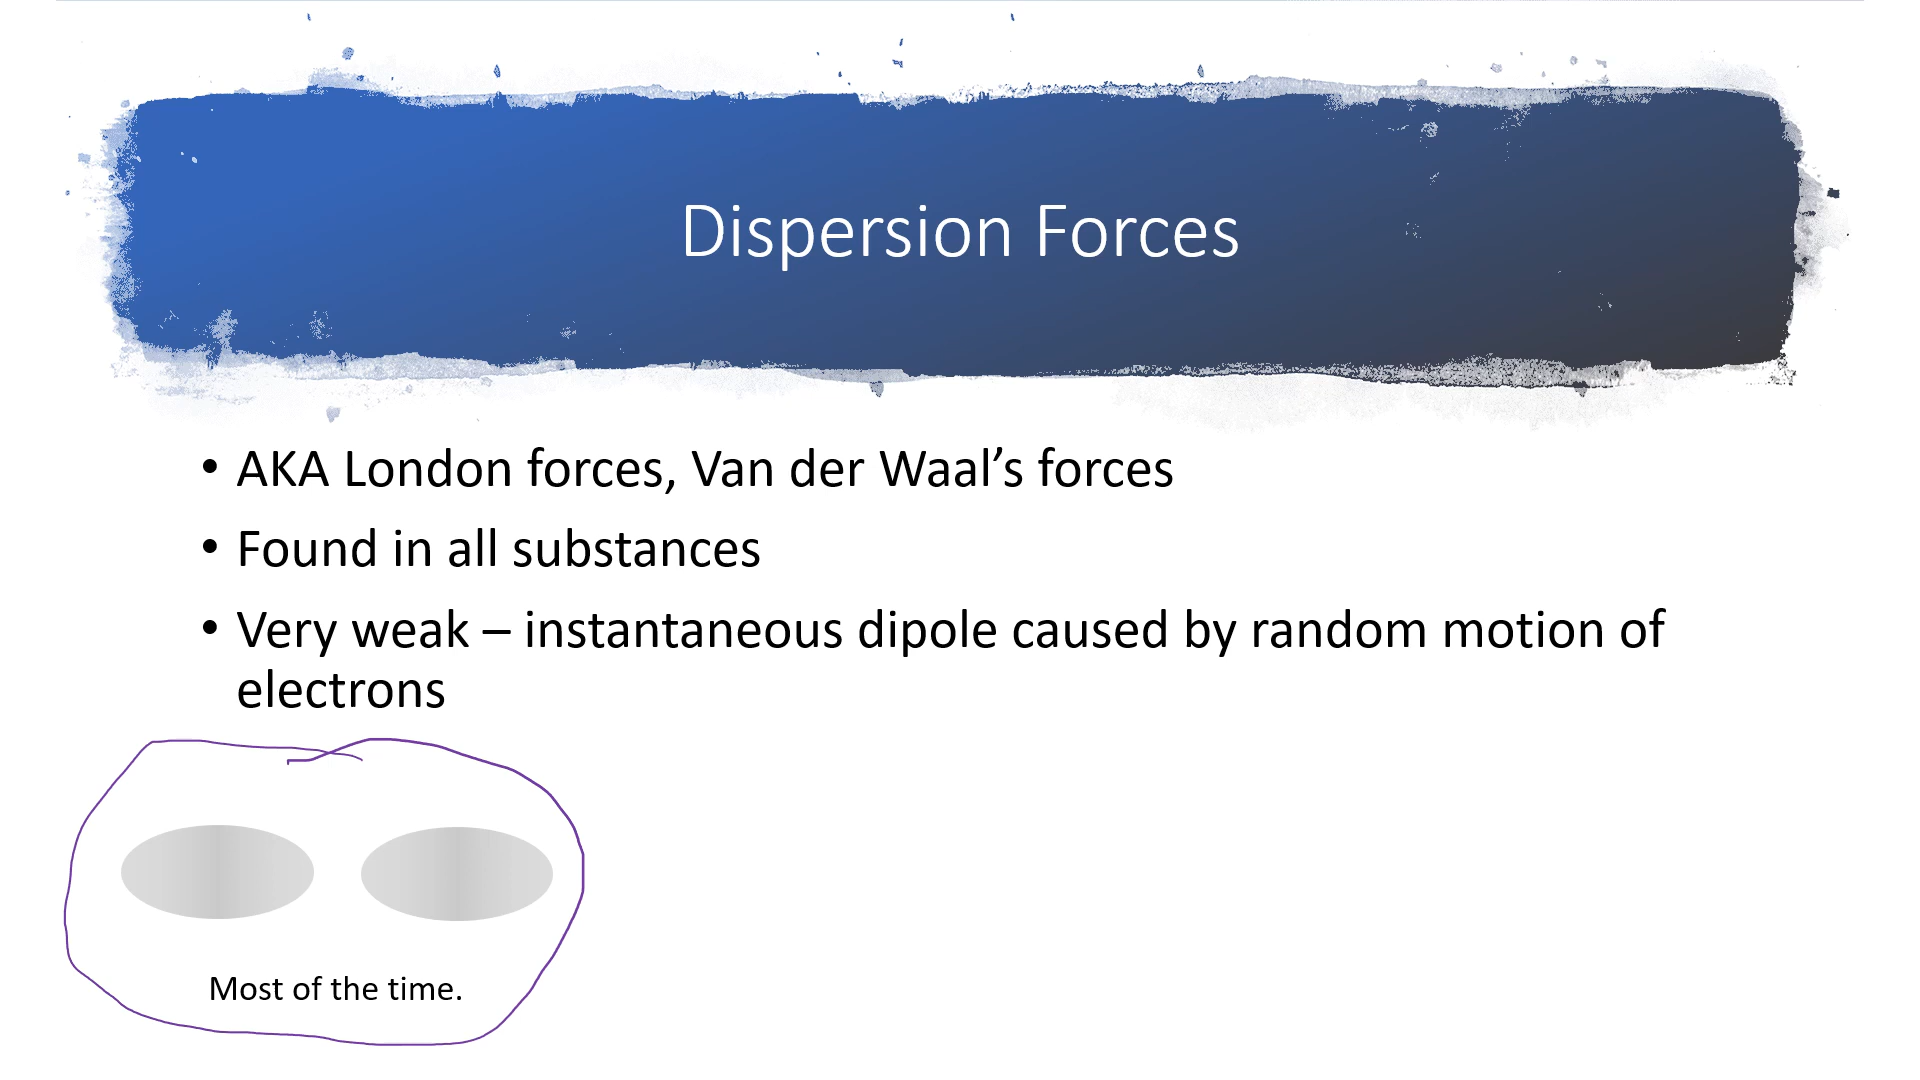 Dispersion Forces
• AKA London forces, Van der Waal’s forces
• Found in all substances
• Very weak – instantaneous dipole caused by random motion of
electrons
Most of the time.